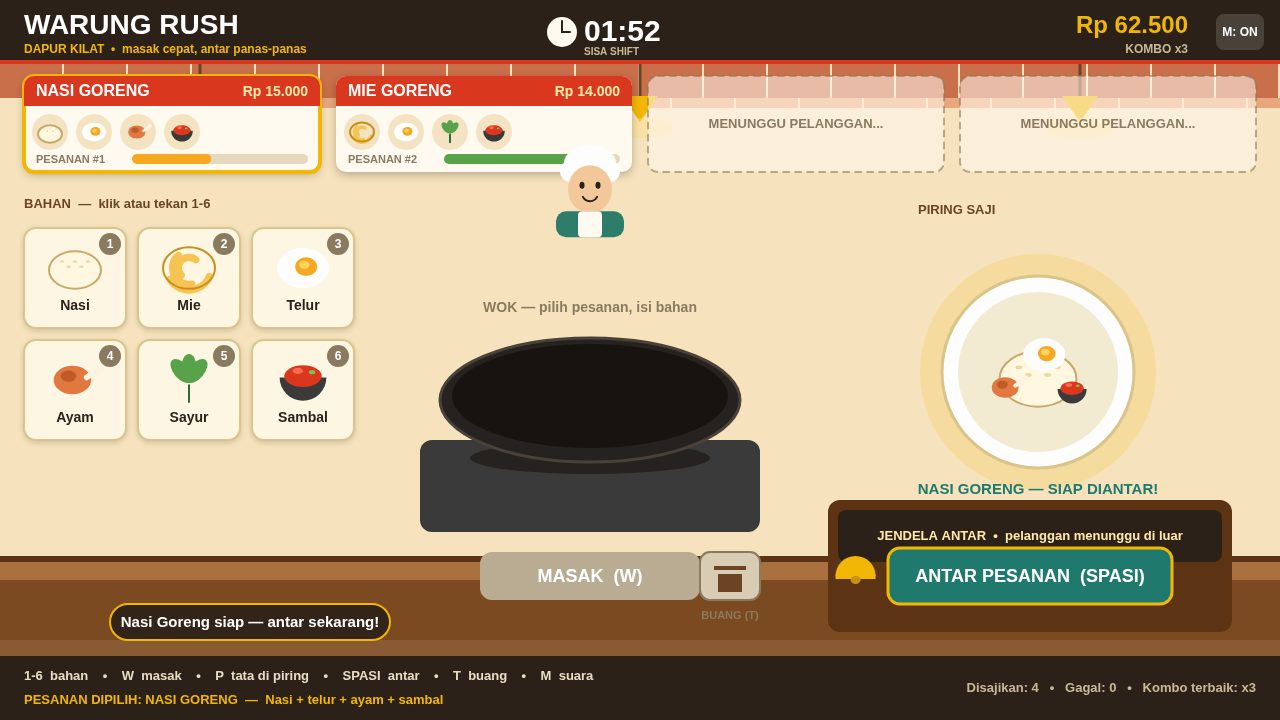 WARUNG RUSH
DAPUR KILAT • masak cepat, antar panas-panas
01:52
SISA SHIFT
Rp 62.500
KOMBO x3
M: ON
NASI GORENG Rp 15.000
PESANAN #1
MIE GORENG Rp 14.000
PESANAN #2
MENUNGGU PELANGGAN...
MENUNGGU PELANGGAN...
BAHAN — klik atau tekan 1-6
1
Nasi
2
Mie
3
Telur
4
Ayam
5
Sayur
6
Sambal
WOK — pilih pesanan, isi bahan
PIRING SAJI
NASI GORENG — SIAP DIANTAR!
JENDELA ANTAR • pelanggan menunggu di luar
MASAK (W)
BUANG (T)
ANTAR PESANAN (SPASI)
Nasi Goreng siap — antar sekarang!
1-6 bahan • W masak • P tata di piring • SPASI antar • T buang • M suara
PESANAN DIPILIH: NASI GORENG — Nasi + telur + ayam + sambal
Disajikan: 4 • Gagal: 0 • Kombo terbaik: x3